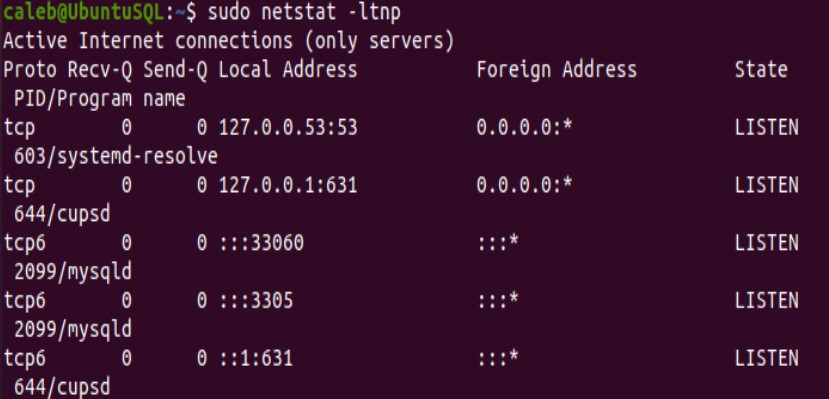 caleb@UbuntuSQL:~$ sudo netstat -ltnp
Active Internet connections (only servers)
Proto Recv-Q Send-Q Local Address           Foreign Address         State
 PID/Program name
tcp        0      0 127.0.0.53:53           0.0.0.0:*               LISTEN
 603/systemd-resolve
tcp        0      0 127.0.0.1:631           0.0.0.0:*               LISTEN
 644/cupsd
tcp6       0      0 :::33060                :::*                    LISTEN
 2099/mysqld
tcp6       0      0 :::3305                 :::*                    LISTEN
 2099/mysqld
tcp6       0      0 ::1:631                 :::*                    LISTEN
 644/cupsd